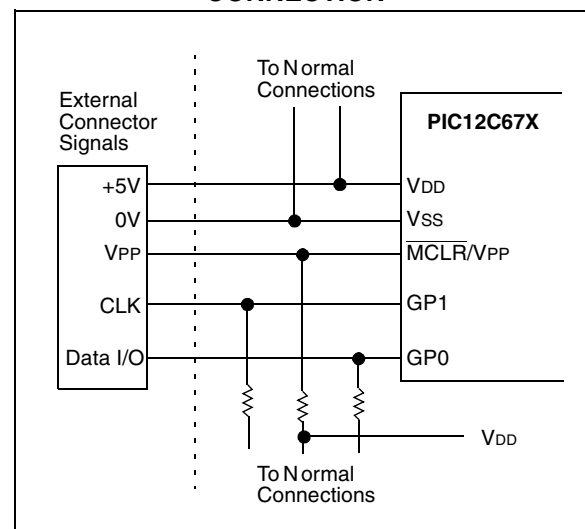 CONNECTION
To Normal
Connections
External
Connector
Signals
PIC12C67X
+5V
VDD
0V
VSS
VPP
MCLR/VPP
CLK
GP1
Data I/O
GP0
VDD
To Normal
Connections